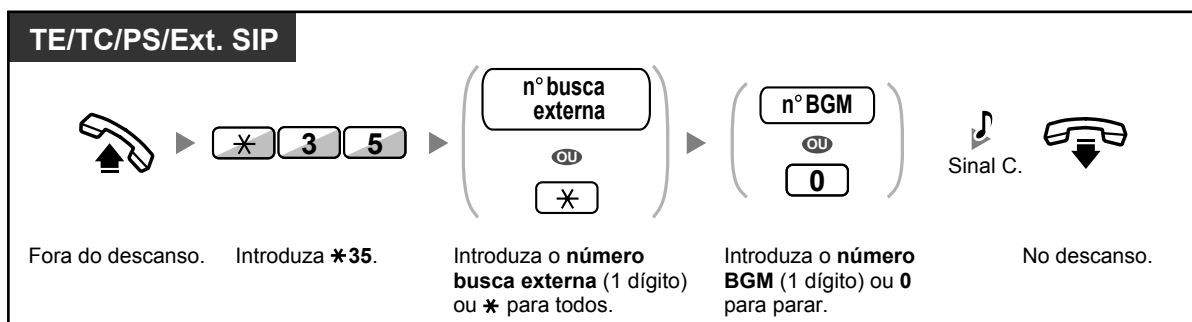 TE/TC/PS/Ext. SIP
✳ 3 5
n° busca
externa
OU
✳
n° BGM
OU
0
Sinal C.
Fora do descanso.
Introduza ✳35.
Introduza o número
busca externa (1 dígito)
ou ✳ para todos.
Introduza o número
BGM (1 dígito) ou 0
para parar.
No descanso.